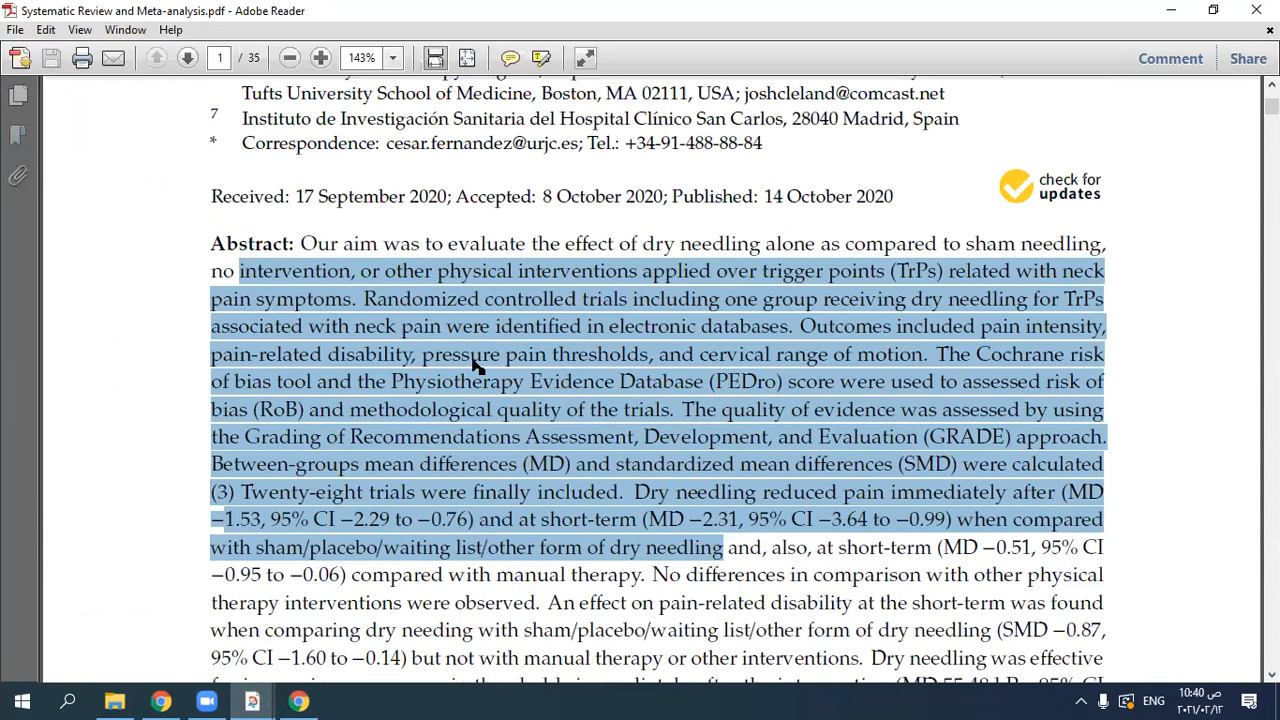 Systematic Review and Meta-analysis.pdf - Adobe Reader
File Edit View Window Help
1 / 35 143% Comment Share
Tufts University School of Medicine, Boston, MA 02111, USA; joshcleland@comcast.net
7 Instituto de Investigación Sanitaria del Hospital Clínico San Carlos, 28040 Madrid, Spain
* Correspondence: cesar.fernandez@urjc.es; Tel.: +34-91-488-88-84
check for
updates
Received: 17 September 2020; Accepted: 8 October 2020; Published: 14 October 2020
Abstract: Our aim was to evaluate the effect of dry needling alone as compared to sham needling,
no intervention, or other physical interventions applied over trigger points (TrPs) related with neck
pain symptoms. Randomized controlled trials including one group receiving dry needling for TrPs
associated with neck pain were identified in electronic databases. Outcomes included pain intensity,
pain-related disability, pressure pain thresholds, and cervical range of motion. The Cochrane risk
of bias tool and the Physiotherapy Evidence Database (PEDro) score were used to assessed risk of
bias (RoB) and methodological quality of the trials. The quality of evidence was assessed by using
the Grading of Recommendations Assessment, Development, and Evaluation (GRADE) approach.
Between-groups mean differences (MD) and standardized mean differences (SMD) were calculated
(3) Twenty-eight trials were finally included. Dry needling reduced pain immediately after (MD
−1.53, 95% CI −2.29 to −0.76) and at short-term (MD −2.31, 95% CI −3.64 to −0.99) when compared
with sham/placebo/waiting list/other form of dry needling and, also, at short-term (MD −0.51, 95% CI
−0.95 to −0.06) compared with manual therapy. No differences in comparison with other physical
therapy interventions were observed. An effect on pain-related disability at the short-term was found
when comparing dry needing with sham/placebo/waiting list/other form of dry needling (SMD −0.87,
95% CI −1.60 to −0.14) but not with manual therapy or other interventions. Dry needling was effective
ENG
10:40 ص
٢٠٢١/٠٢/١٢